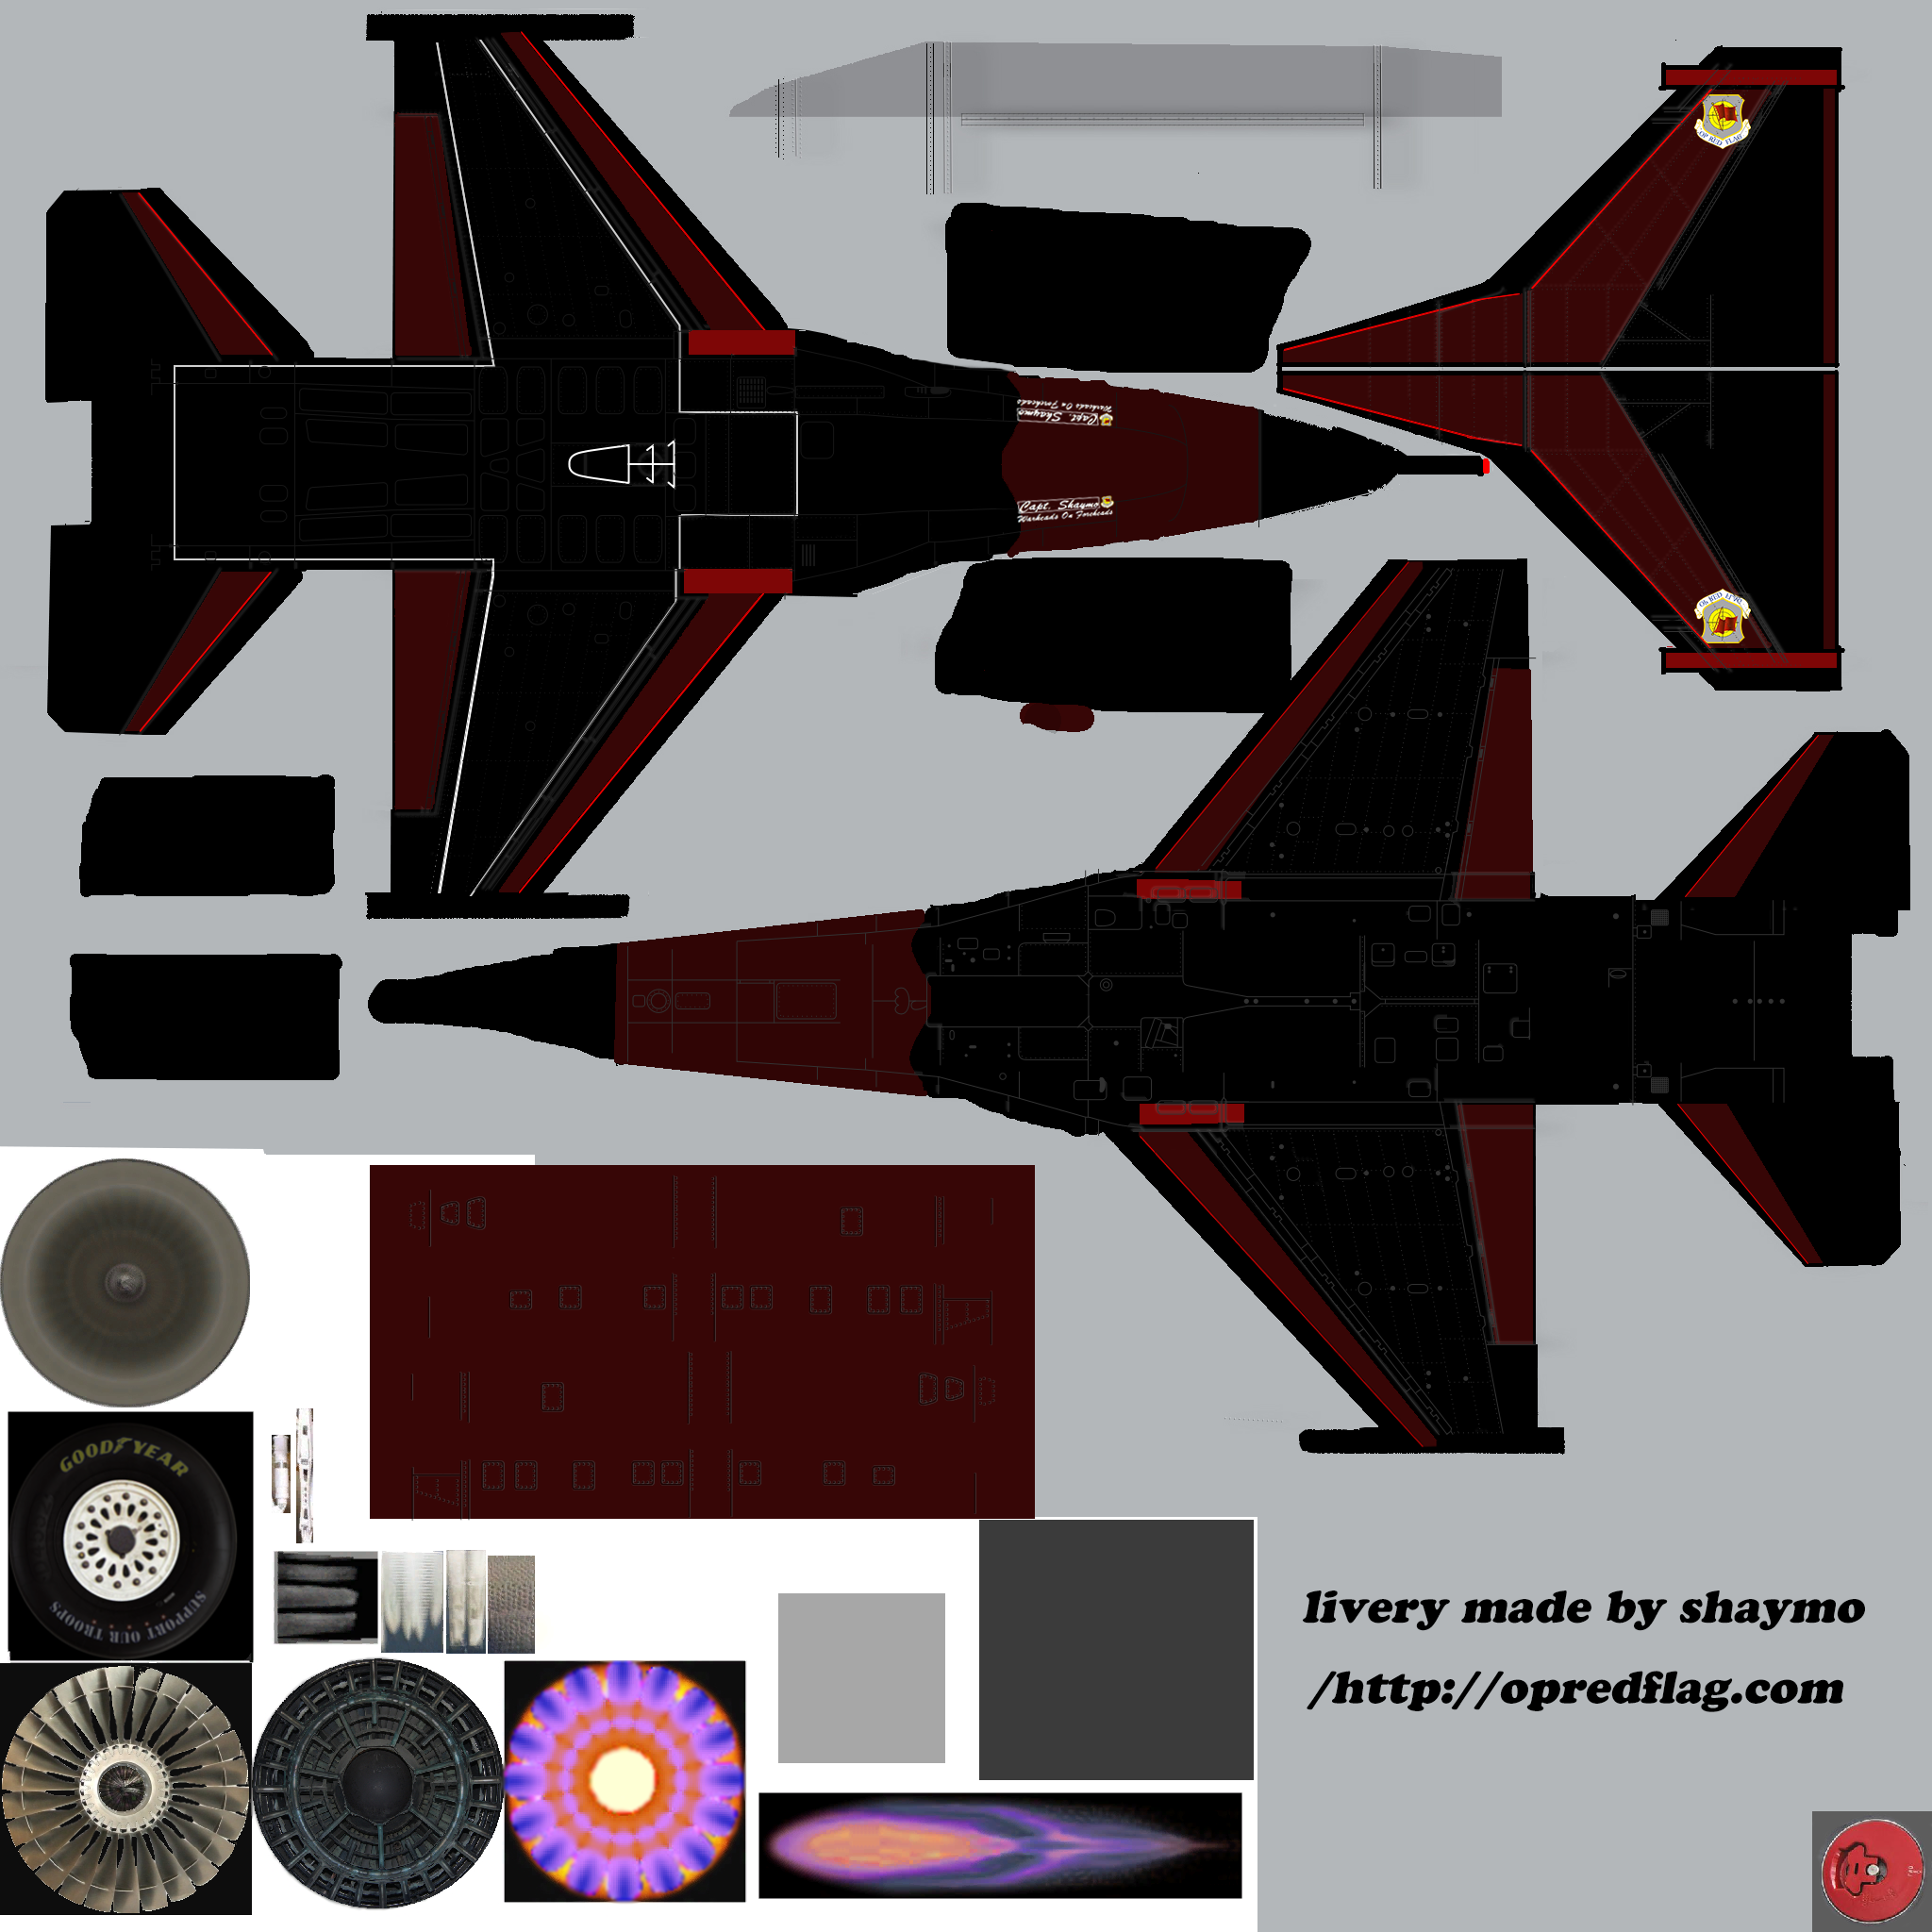 OP RED FLAG
Capt. Shaymo
Warheads On Foreheads
Capt. Shaymo
Warheads On Foreheads
OP RED FLAG
GOODYEAR
SUPPORT OUR TROOPS
livery made by shaymo
/http://opredflag.com